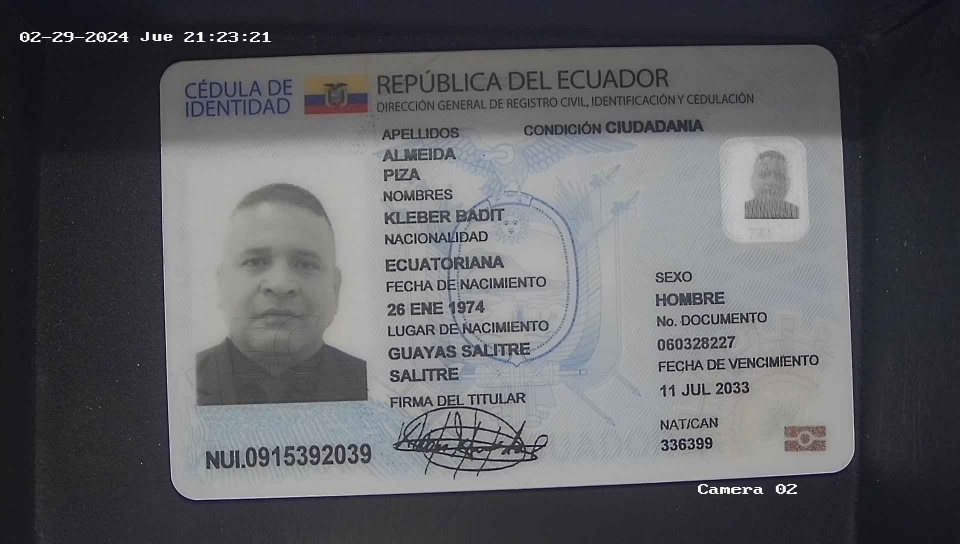 02-29-2024 Jue 21:23:21
CÉDULA DE
IDENTIDAD
REPÚBLICA DEL ECUADOR
DIRECCIÓN GENERAL DE REGISTRO CIVIL, IDENTIFICACIÓN Y CEDULACIÓN
APELLIDOS
CONDICIÓN CIUDADANIA
ALMEIDA
PIZA
NOMBRES
KLEBER BADIT
NACIONALIDAD
ECUATORIANA
FECHA DE NACIMIENTO
26 ENE 1974
LUGAR DE NACIMIENTO
GUAYAS SALITRE
SALITRE
FIRMA DEL TITULAR
SEXO
HOMBRE
No. DOCUMENTO
060328227
FECHA DE VENCIMIENTO
11 JUL 2033
NAT/CAN
336399
NUI.0915392039
Camera 02